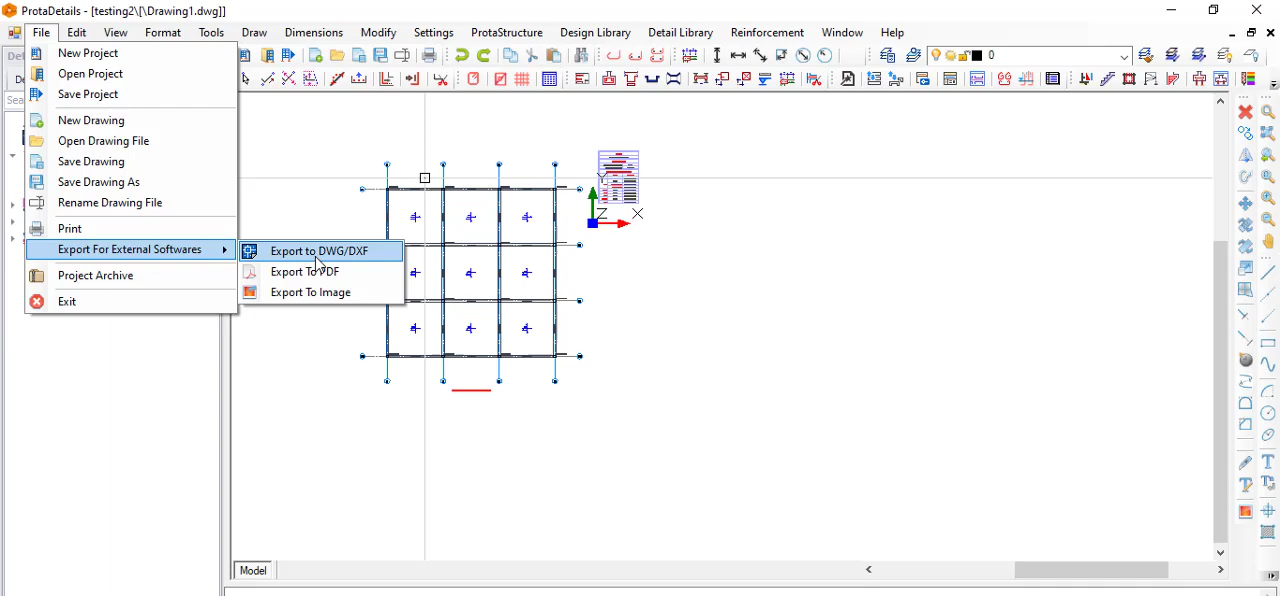 ProtaDetails - [testing2\[\Drawing1.dwg]]
File Edit View Format Tools Draw Dimensions Modify Settings ProtaStructure Design Library Detail Library Reinforcement Window Help
New Project
Open Project
Save Project
New Drawing
Open Drawing File
Save Drawing
Save Drawing As
Rename Drawing File
Print
Export For External Softwares
Project Archive
Exit
Export to DWG/DXF
Export To PDF
Export To Image
0
Z X
Model